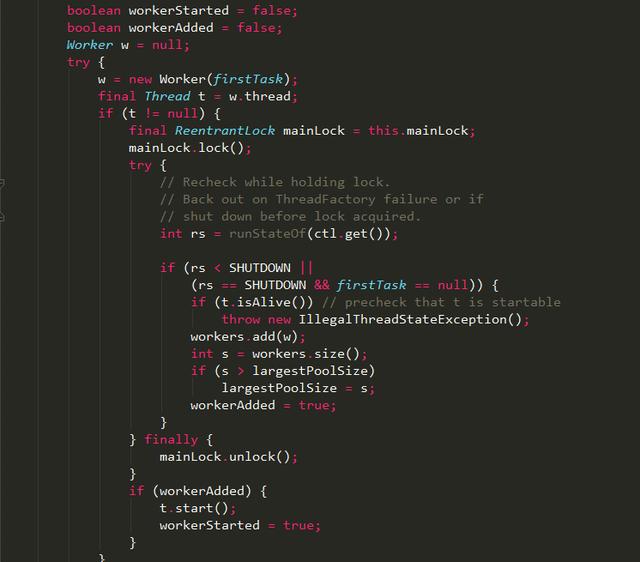 boolean workerStarted = false;
boolean workerAdded = false;
Worker w = null;
try {
w = new Worker(firstTask);
final Thread t = w.thread;
if (t != null) {
final ReentrantLock mainLock = this.mainLock;
mainLock.lock();
try {
// Recheck while holding lock.
// Back out on ThreadFactory failure or if
// shut down before lock acquired.
int rs = runStateOf(ctl.get());
if (rs < SHUTDOWN ||
(rs == SHUTDOWN && firstTask == null)) {
if (t.isAlive()) // precheck that t is startable
throw new IllegalThreadStateException();
workers.add(w);
int s = workers.size();
if (s > largestPoolSize)
largestPoolSize = s;
workerAdded = true;
}
} finally {
mainLock.unlock();
}
if (workerAdded) {
t.start();
workerStarted = true;
}
}